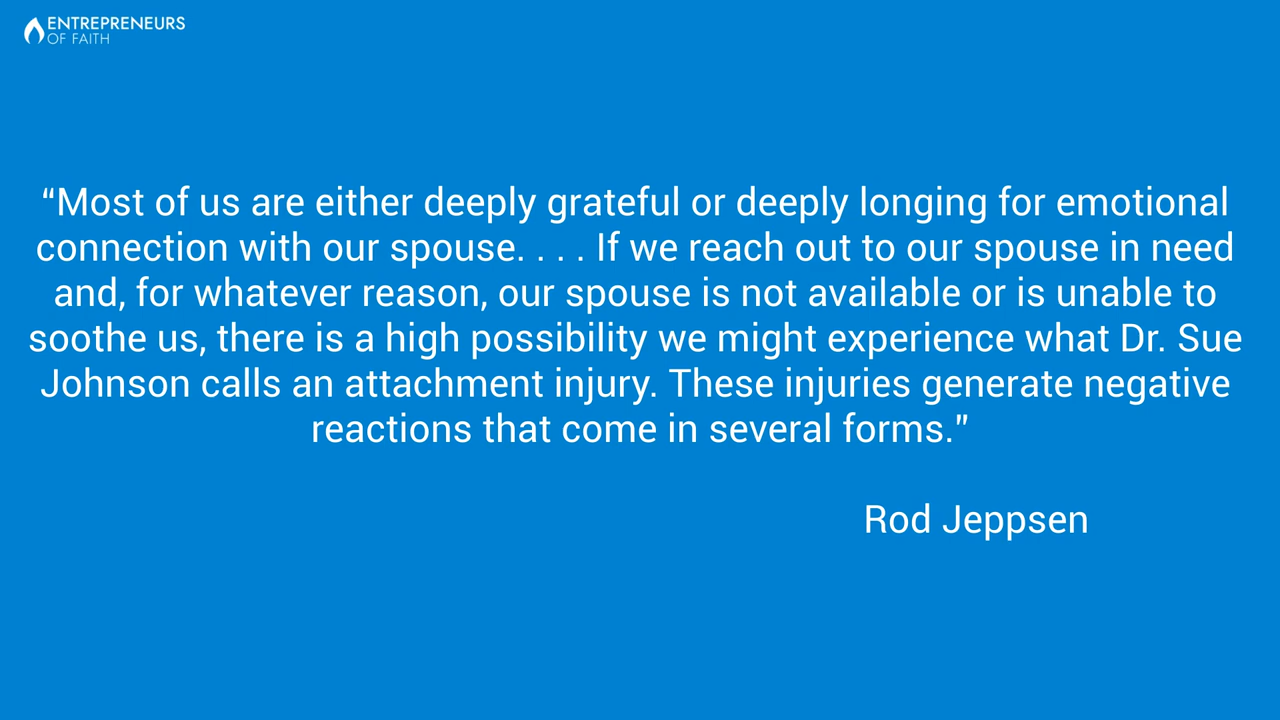 ENTREPRENEURS
OF FAITH
“Most of us are either deeply grateful or deeply longing for emotional
connection with our spouse. . . . If we reach out to our spouse in need
and, for whatever reason, our spouse is not available or is unable to
soothe us, there is a high possibility we might experience what Dr. Sue
Johnson calls an attachment injury. These injuries generate negative
reactions that come in several forms.”
Rod Jeppsen